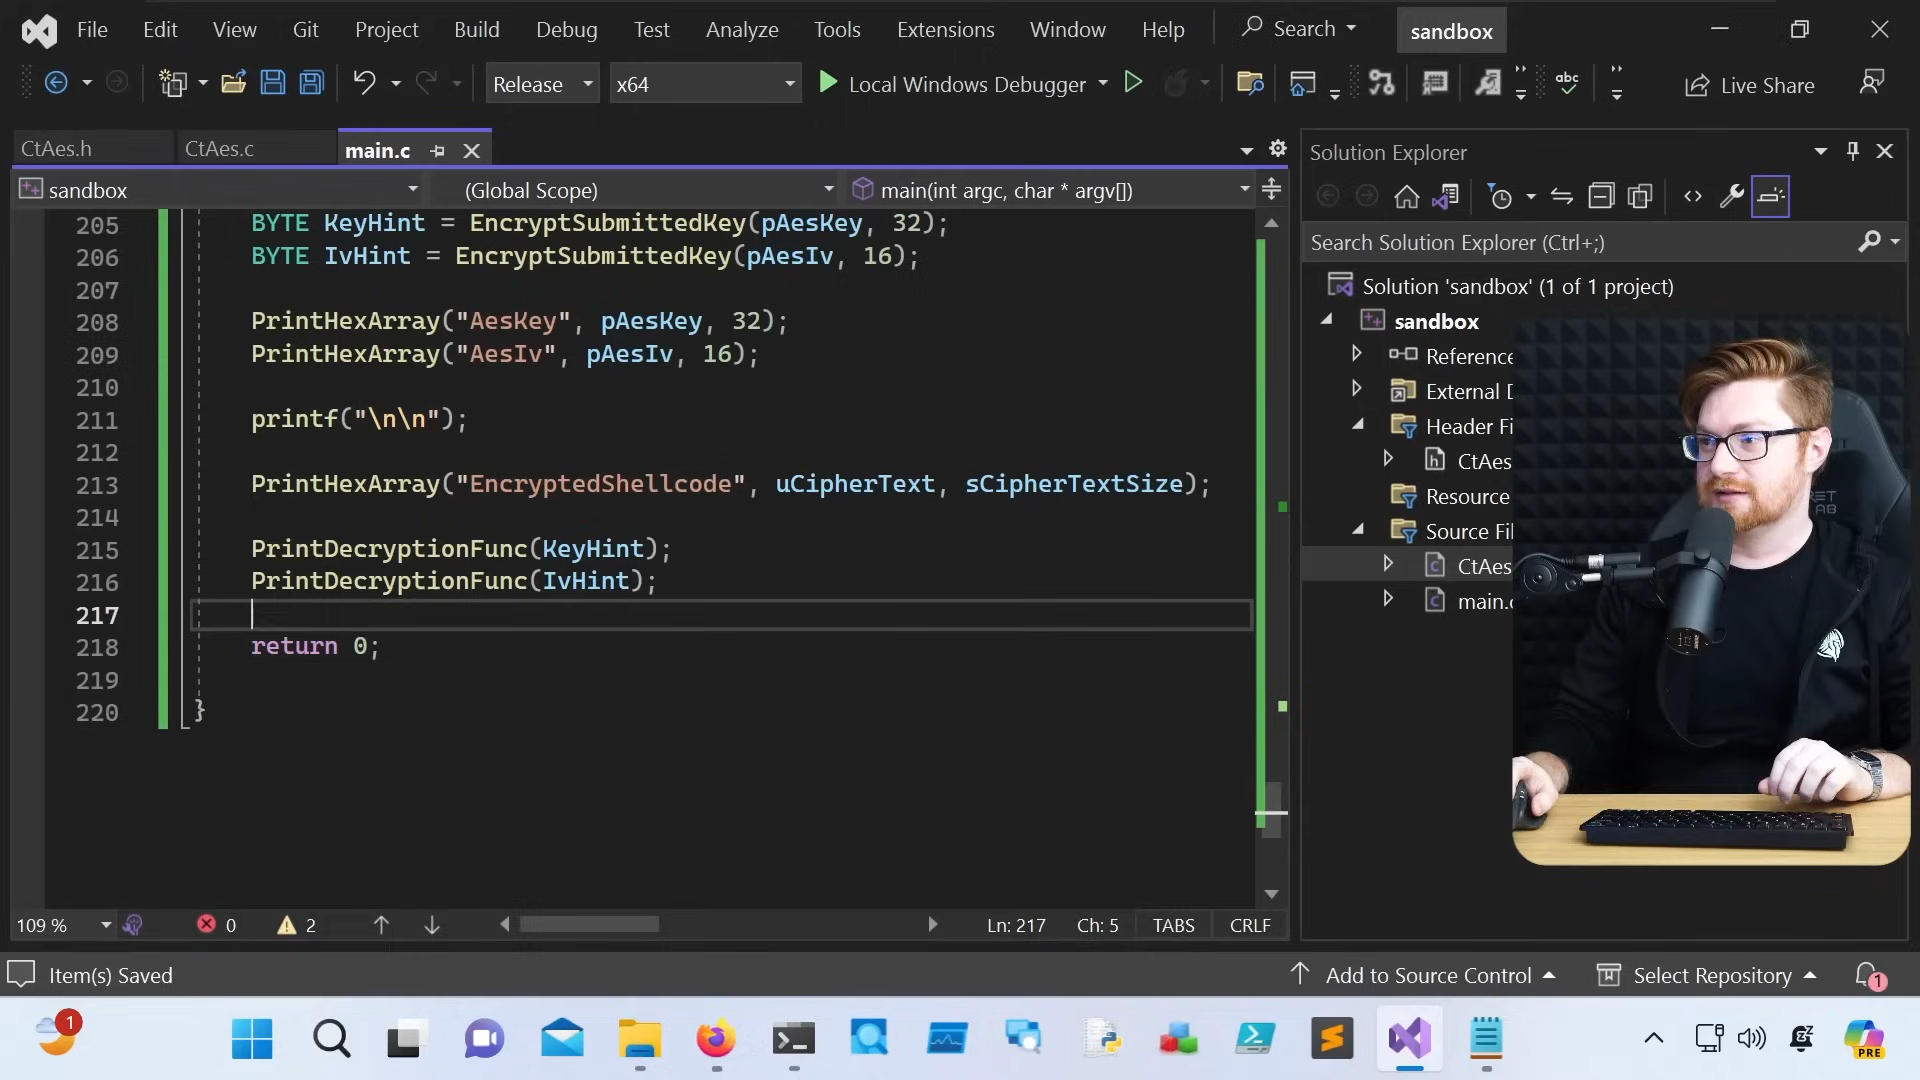 File Edit View Git Project Build Debug Test Analyze Tools Extensions Window Help Search sandbox
Release x64 Local Windows Debugger abc Live Share
CtAes.h CtAes.c main.c
sandbox (Global Scope) main(int argc, char * argv[])
205 BYTE KeyHint = EncryptSubmittedKey(pAesKey, 32);
206 BYTE IvHint = EncryptSubmittedKey(pAesIv, 16);
207
208 PrintHexArray("AesKey", pAesKey, 32);
209 PrintHexArray("AesIv", pAesIv, 16);
210
211 printf("\n\n");
212
213 PrintHexArray("EncryptedShellcode", uCipherText, sCipherTextSize);
214
215 PrintDecryptionFunc(KeyHint);
216 PrintDecryptionFunc(IvHint);
217
218 return 0;
219
220 }
109 % 0 2 Ln: 217 Ch: 5 TABS CRLF
Solution Explorer
Search Solution Explorer (Ctrl+;)
Solution 'sandbox' (1 of 1 project)
sandbox
Reference
External D
Header Fi
CtAes
Resource
Source Fil
CtAes
main.c
Item(s) Saved Add to Source Control Select Repository 1
1 PRE